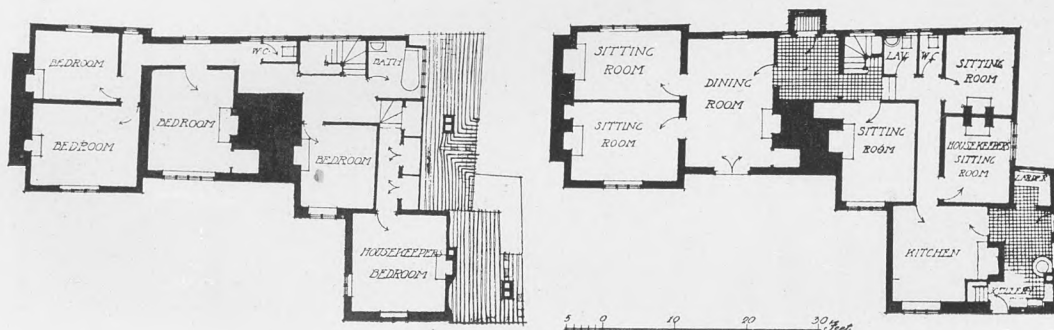 BEDROOM
BEDROOM
BEDROOM
W.C.
BATH
BEDROOM
HOUSEKEEPERS
BEDROOM
SITTING
ROOM
SITTING
ROOM
DINING
ROOM
LAV.
W.C.
SITTING
ROOM
SITTING
ROOM
HOUSEKEEPERS
SITTING
ROOM
LARDER
KITCHEN
5 0 10 20 30
Feet